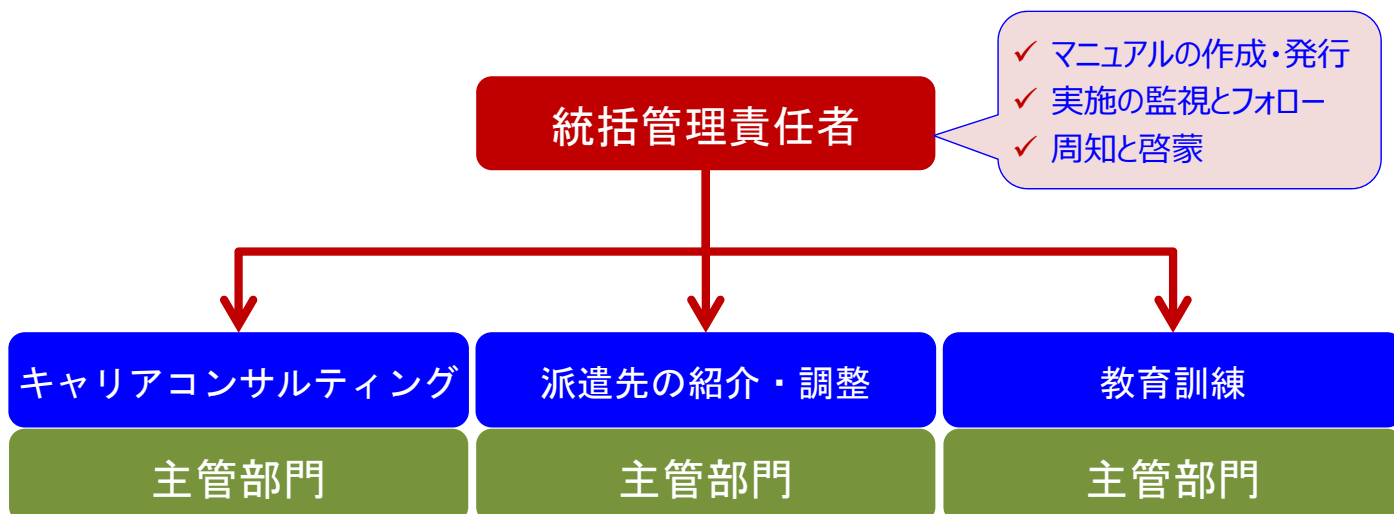 ✓ マニュアルの作成・発行
✓ 実施の監視とフォロー
✓ 周知と啓蒙
統括管理責任者
キャリアコンサルティング
派遣先の紹介・調整
教育訓練
主管部門
主管部門
主管部門